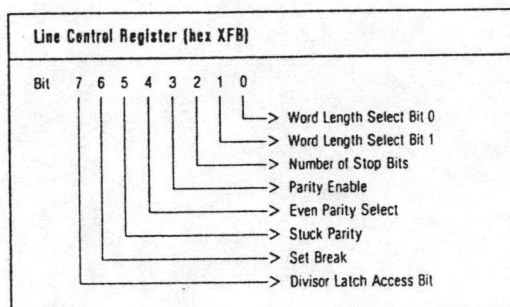 Line Control Register (hex XFB)
Bit 7 6 5 4 3 2 1 0
> Word Length Select Bit 0
> Word Length Select Bit 1
> Number of Stop Bits
> Parity Enable
> Even Parity Select
> Stuck Parity
> Set Break
> Divisor Latch Access Bit